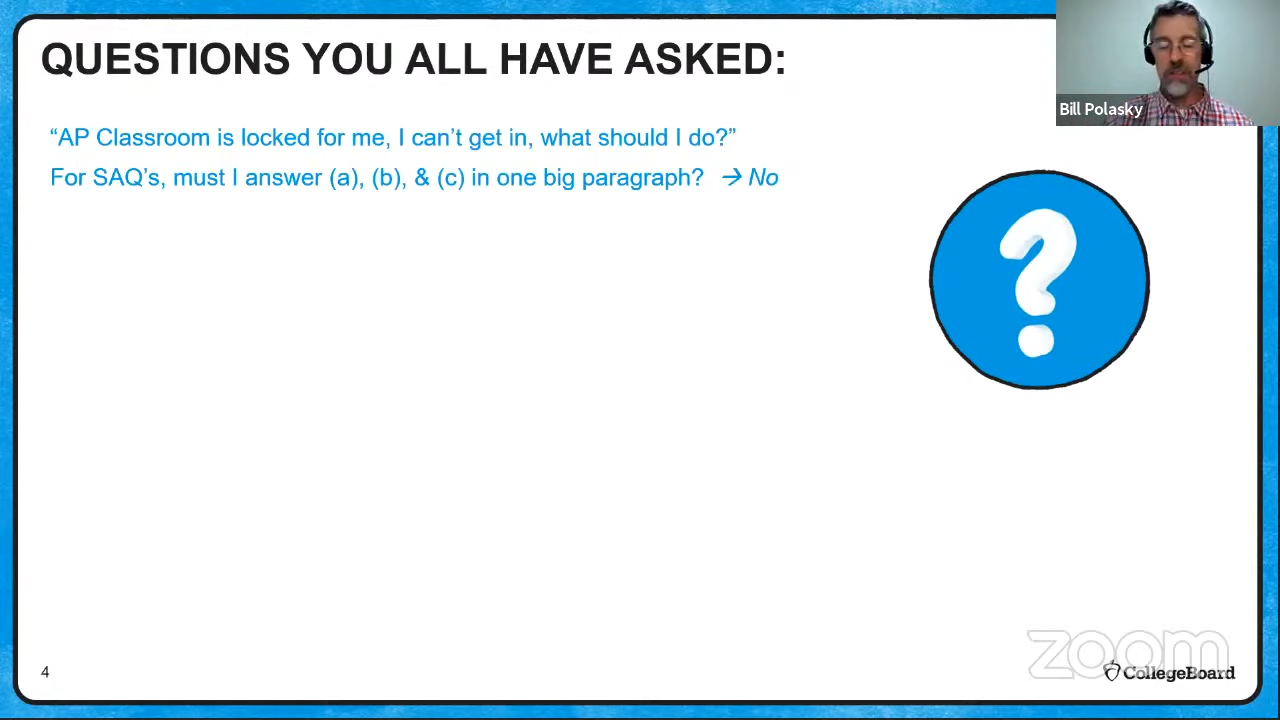 QUESTIONS YOU ALL HAVE ASKED:
Bill Polasky
“AP Classroom is locked for me, I can’t get in, what should I do?”
For SAQ’s, must I answer (a), (b), & (c) in one big paragraph? → No
?
zoom
4
CollegeBoard